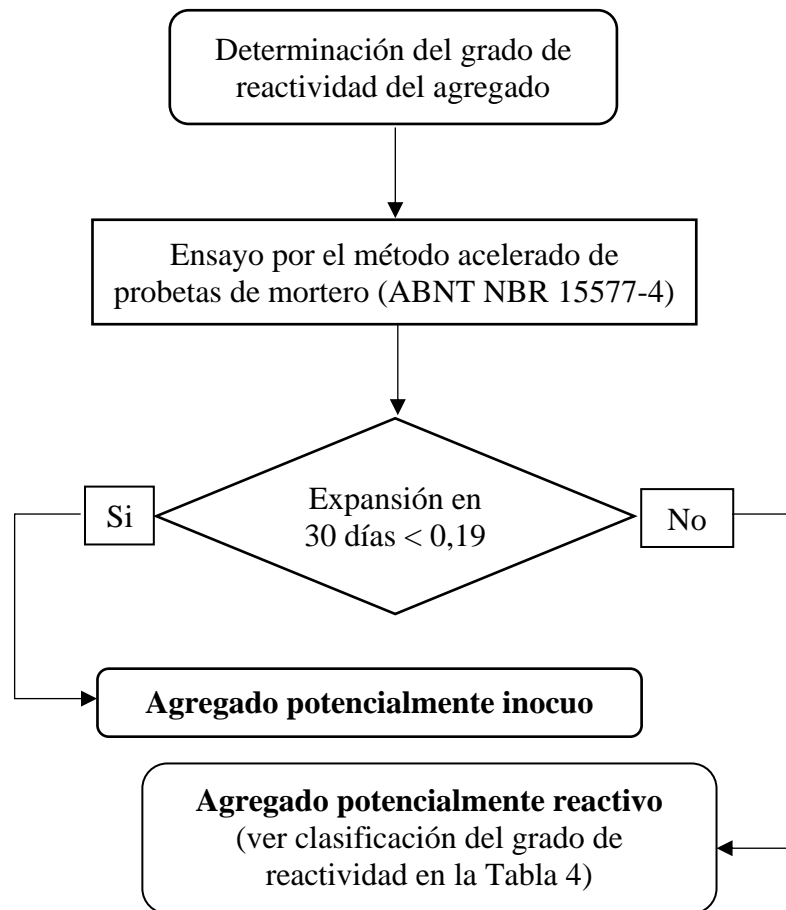 Determinación del grado de
reactividad del agregado
Ensayo por el método acelerado de
probetas de mortero (ABNT NBR 15577-4)
Si
Expansión en
30 días < 0,19
No
Agregado potencialmente inocuo
Agregado potencialmente reactivo
(ver clasificación del grado de
reactividad en la Tabla 4)